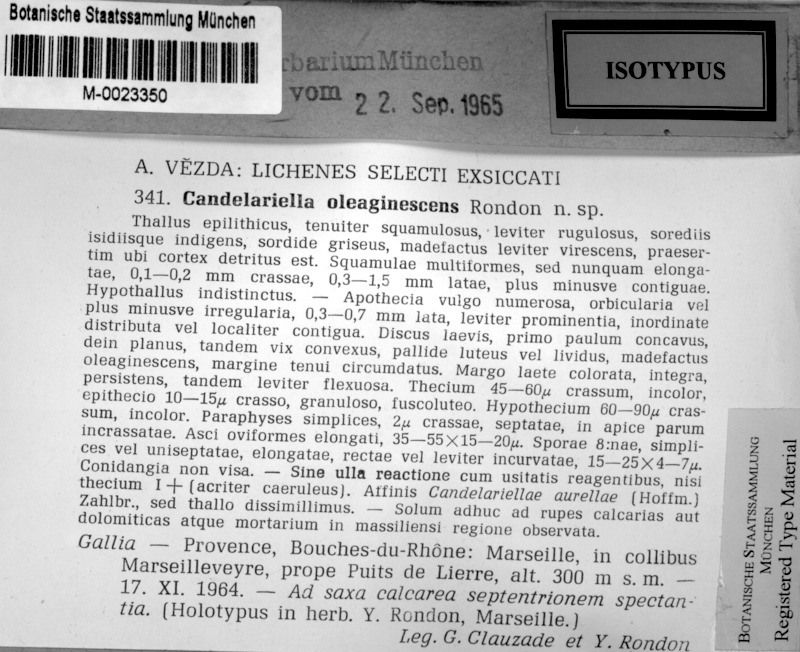 Botanische Staatssammlung München
M-0023350
rbarium München
vom 22. Sep. 1965
ISOTYPUS
A. VĚZDA: LICHENES SELECTI EXSICCATI
341. Candelariella oleaginescens Rondon n. sp.
Thallus epilithicus, tenuiter squamulosus, leviter rugulosus, sorediis
isidiisque indigens, sordide griseus, madefactus leviter virescens, praeser-
tim ubi cortex detritus est. Squamulae multiformes, sed nunquam elonga-
tae, 0,1—0,2 mm crassae, 0,3—1,5 mm latae, plus minusve contiguae.
Hypothallus indistinctus. — Apothecia vulgo numerosa, orbicularia vel
plus minusve irregularia, 0,3—0,7 mm lata, leviter prominentia, inordinate
distributa vel localiter contigua. Discus laevis, primo paulum concavus,
dein planus, tandem vix convexus, pallide luteus vel lividus, madefactus
oleaginescens, margine tenui circumdatus. Margo laete colorata, integra,
persistens, tandem leviter flexuosa. Thecium 45—60μ crassum, incolor,
epithecio 10—15μ crasso, granuloso, fuscoluteo. Hypothecium 60—90μ cras-
sum, incolor. Paraphyses simplices, 2μ crassae, septatae, in apice parum
incrassatae. Asci oviformes elongati, 35—55×15—20μ. Sporae 8:nae, simpli-
ces vel uniseptatae, elongatae, rectae vel leviter incurvatae, 15—25×4—7μ.
Conidangia non visa. — Sine ulla reactione cum usitatis reagentibus, nisi
thecium I+ (acriter caeruleus). Affinis Candelariellae aurellae (Hoffm.)
Zahlbr., sed thallo dissimillimus. — Solum adhuc ad rupes calcarias aut
dolomiticas atque mortarium in massiliensi regione observata.
Gallia — Provence, Bouches-du-Rhône: Marseille, in collibus
Marseilleveyre, prope Puits de Lierre, alt. 300 m s. m. —
17. XI. 1964. — Ad saxa calcarea septentrionem spectan-
tia. (Holotypus in herb. Y. Rondon, Marseille.)
Leg. G. Clauzade et Y. Rondon
BOTANISCHE STAATSSAMMLUNG
MÜNCHEN
Registered Type Material